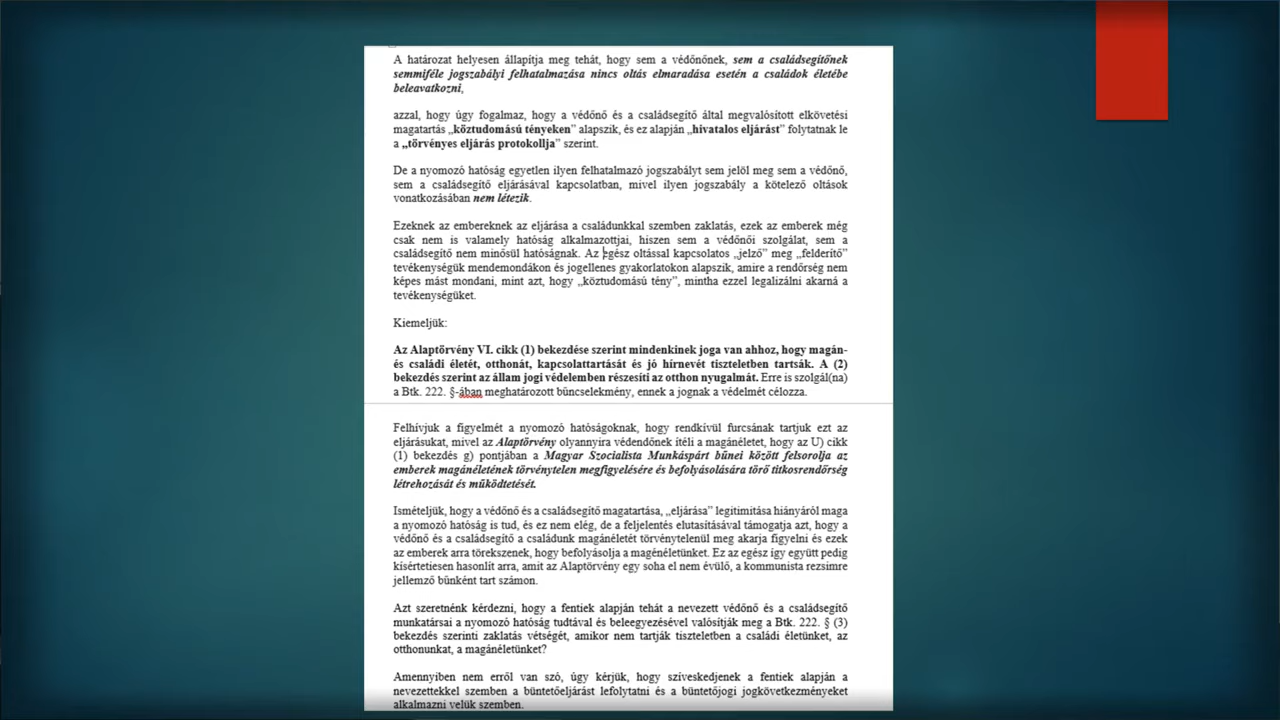 A határozat helyesen állapítja meg tehát, hogy sem a védőnőnek, sem a családsegítőnek
semmiféle jogszabályi felhatalmazása nincs oltás elmaradása esetén a családok életébe
beleavatkozni,
azzal, hogy úgy fogalmaz, hogy a védőnő és a családsegítő által megvalósított elkövetési
magatartás „köztudomású tényeken” alapszik, és ez alapján „hivatalos eljárást” folytatnak le
a „törvényes eljárás protokollja” szerint.
De a nyomozó hatóság egyetlen ilyen felhatalmazó jogszabályt sem jelöl meg sem a védőnő,
sem a családsegítő eljárásával kapcsolatban, mivel ilyen jogszabály a kötelező oltások
vonatkozásában nem létezik.
Ezeknek az embereknek az eljárása a családunkkal szemben zaklatás, ezek az emberek még
csak nem is valamely hatóság alkalmazottjai, hiszen sem a védőnői szolgálat, sem a
családsegítő nem minősül hatóságnak. Az egész oltással kapcsolatos „jelző” meg „felderítő”
tevékenységük mendemondákon és jogellenes gyakorlatokon alapszik, amire a rendőrség nem
képes mást mondani, mint azt, hogy „köztudomású tény”, mintha ezzel legalizálni akarná a
tevékenységüket.
Kiemeljük:
Az Alaptörvény VI. cikk (1) bekezdése szerint mindenkinek joga van ahhoz, hogy magán-
és családi életét, otthonát, kapcsolattartását és jó hírnevét tiszteletben tartsák. A (2)
bekezdés szerint az állam jogi védelemben részesíti az otthon nyugalmát. Erre is szolgál(na)
a Btk. 222. §-ában meghatározott bűncselekmény, ennek a jognak a védelmét célozza.
Felhívjuk a figyelmét a nyomozó hatóságoknak, hogy rendkívül furcsának tartjuk ezt az
eljárásukat, mivel az Alaptörvény olyannyira védendőnek ítéli a magánéletet, hogy az U) cikk
(1) bekezdés g) pontjában a Magyar Szocialista Munkáspárt bűnei között felsorolja az
emberek magánéletének törvénytelen megfigyelésére és befolyásolására törő titkosrendőrség
létrehozását és működtetését.
Ismételjük, hogy a védőnő és a családsegítő magatartása, „eljárása” legitimitása hiányáról maga
a nyomozó hatóság is tud, és ez nem elég, de a feljelentés elutasításával támogatja azt, hogy a
védőnő és a családsegítő a családunk magánéletét törvénytelenül meg akarja figyelni és ezek
az emberek arra törekszenek, hogy befolyásolja a magénéletünket. Ez az egész így együtt pedig
kísértetiesen hasonlít arra, amit az Alaptörvény egy soha el nem évülő, a kommunista rezsimre
jellemző bűnként tart számon.
Azt szeretnénk kérdezni, hogy a fentiek alapján tehát a nevezett védőnő és a családsegítő
munkatársai a nyomozó hatóság tudtával és beleegyezésével valósítják meg a Btk. 222. § (3)
bekezdés szerinti zaklatás vétségét, amikor nem tartják tiszteletben a családi életünket, az
otthonunkat, a magánéletünket?
Amennyiben nem erről van szó, úgy kérjük, hogy szíveskedjenek a fentiek alapján a
nevezettekkel szemben a büntetőeljárást lefolytatni és a büntetőjogi jogkövetkezményeket
alkalmazni velük szemben.